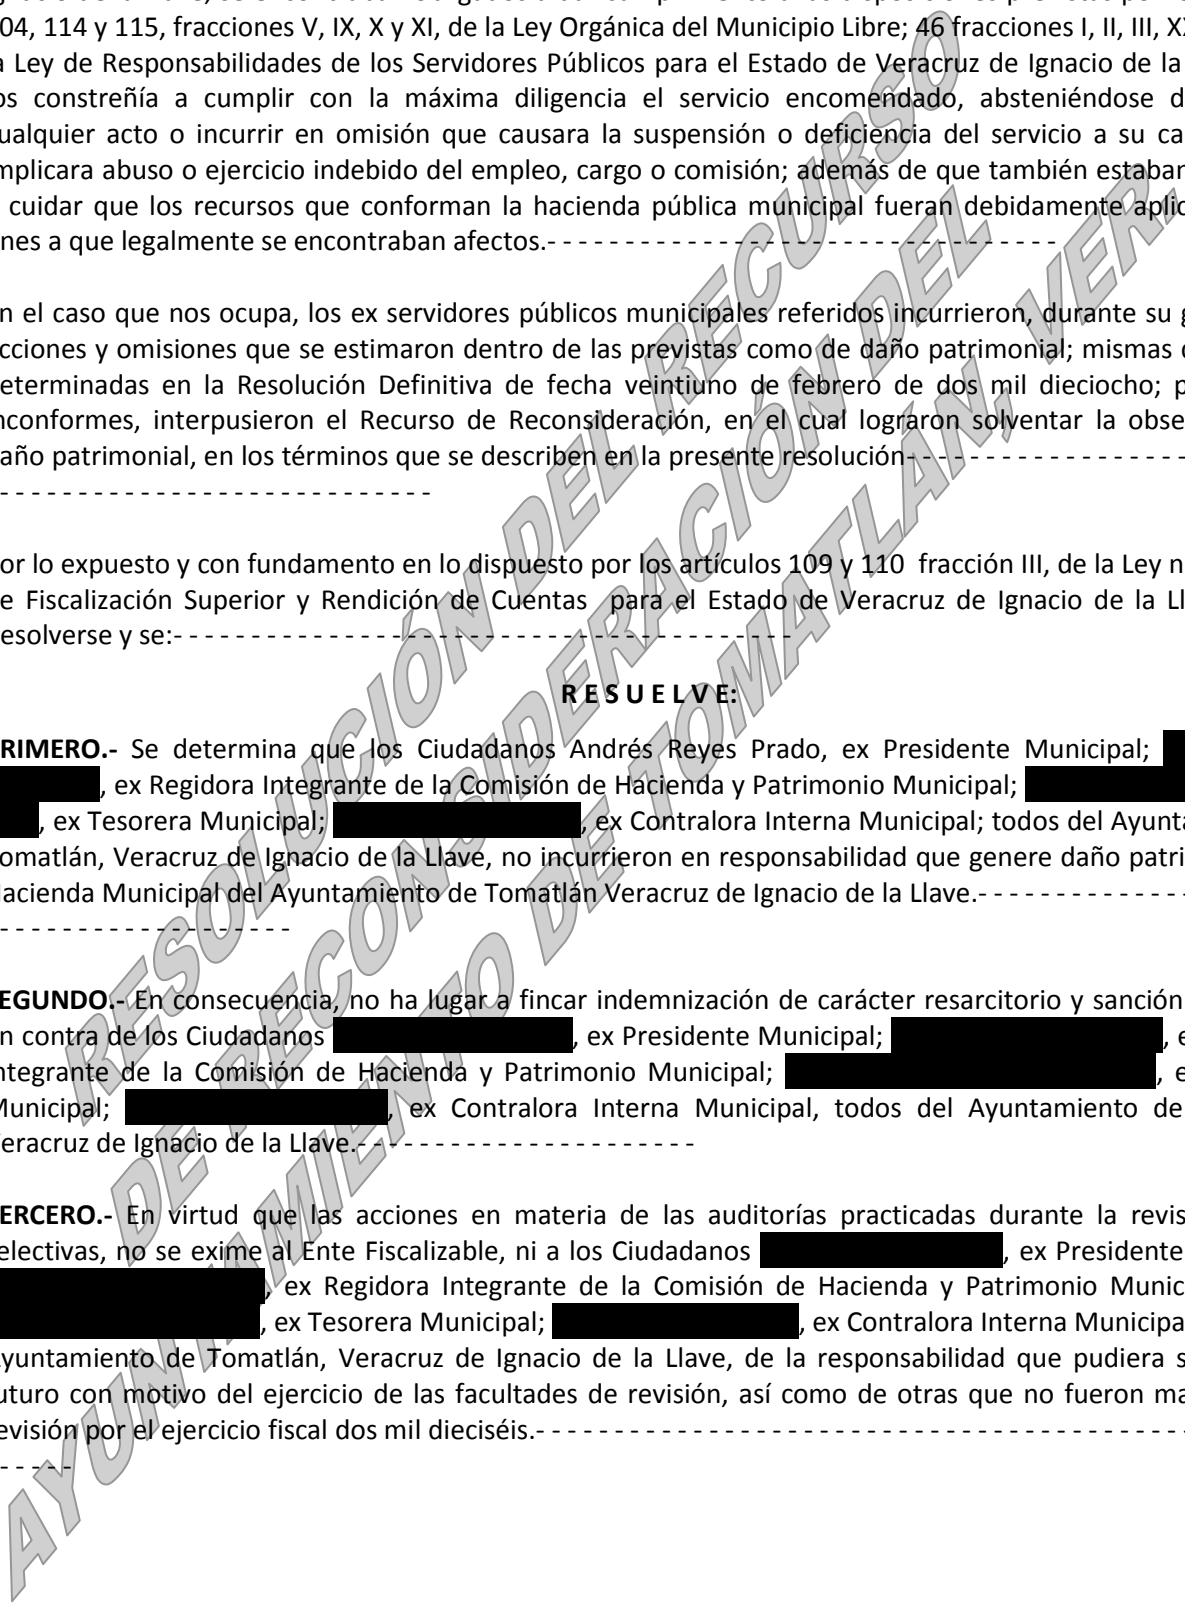 04, 114 y 115, fracciones V, IX, X y XI, de la Ley Orgánica del Municipio Libre; 46 fracciones I, II, III,
Ley de Responsabilidades de los Servidores Públicos para el Estado de Veracruz de Ignacio de la
constreñía a cumplir con la máxima diligencia el servicio encomendado, absteniéndose
ualquier acto o incurrir en omisión que causara la suspensión o deficiencia del servicio a su
mplicara abuso o ejercicio indebido del empleo, cargo o comisión; además de que también estaban
cuidar que los recursos que conforman la hacienda pública municipal fueran debidamente aplic
nes a que legalmente se encontraban afectos.- - - - - - - - - - - - - - - - - - - - - - - - - - - - - - - - -
n el caso que nos ocupa, los ex servidores públicos municipales referidos incurrieron, durante su
cciones y omisiones que se estimaron dentro de las previstas como de daño patrimonial; mismas
eterminadas en la Resolución Definitiva de fecha veintiuno de febrero de dos mil dieciocho; p
nconformes, interpusieron el Recurso de Reconsideración, en el cual lograron solventar la obse
año patrimonial, en los términos que se describen en la presente resolución- - - - - - - - - - - - - - - - - -
- - - - - - - - - - - - - - - - - - - - - - - - - - - -
or lo expuesto y con fundamento en lo dispuesto por los artículos 109 y 110 fracción III, de la Ley n
e Fiscalización Superior y Rendición de Cuentas para el Estado de Veracruz de Ignacio de la Ll
esolverse y se:- - - - - - - - - - - - - - - - - - - - - - - - - - - - - - - - - - - - - - - -
R E S U E L V E:
RIMERO.- Se determina que los Ciudadanos Andrés Reyes Prado, ex Presidente Municipal;
, ex Regidora Integrante de la Comisión de Hacienda y Patrimonio Municipal;
, ex Tesorera Municipal; , ex Contralora Interna Municipal; todos del Ayunta
omatlán, Veracruz de Ignacio de la Llave, no incurrieron en responsabilidad que genere daño patri
Hacienda Municipal del Ayuntamiento de Tomatlán Veracruz de Ignacio de la Llave.- - - - - - - - - - - - - -
- - - - - - - - - - - - - - - - - - -
EGUNDO.- En consecuencia, no ha lugar a fincar indemnización de carácter resarcitorio y sanción
n contra de los Ciudadanos , ex Presidente Municipal; , e
ntegrante de la Comisión de Hacienda y Patrimonio Municipal; , e
Municipal; , ex Contralora Interna Municipal, todos del Ayuntamiento de
Veracruz de Ignacio de la Llave.- - - - - - - - - - - - - - - - - - - - - -
ERCERO.- En virtud que las acciones en materia de las auditorías practicadas durante la revis
electivas, no se exime al Ente Fiscalizable, ni a los Ciudadanos , ex Presidente
, ex Regidora Integrante de la Comisión de Hacienda y Patrimonio Munic
, ex Tesorera Municipal; , ex Contralora Interna Municipa
Ayuntamiento de Tomatlán, Veracruz de Ignacio de la Llave, de la responsabilidad que pudiera s
uturo con motivo del ejercicio de las facultades de revisión, así como de otras que no fueron ma
evisión por el ejercicio fiscal dos mil dieciséis.- - - - - - - - - - - - - - - - - - - - - - - - - - - - - - - - - - - - - - - - - -
- - - - -
RESOLUCIÓN DEL RECURSO
DE RECONSIDERACIÓN DEL
AYUNTAMIENTO DE TOMATLÁN, VER.